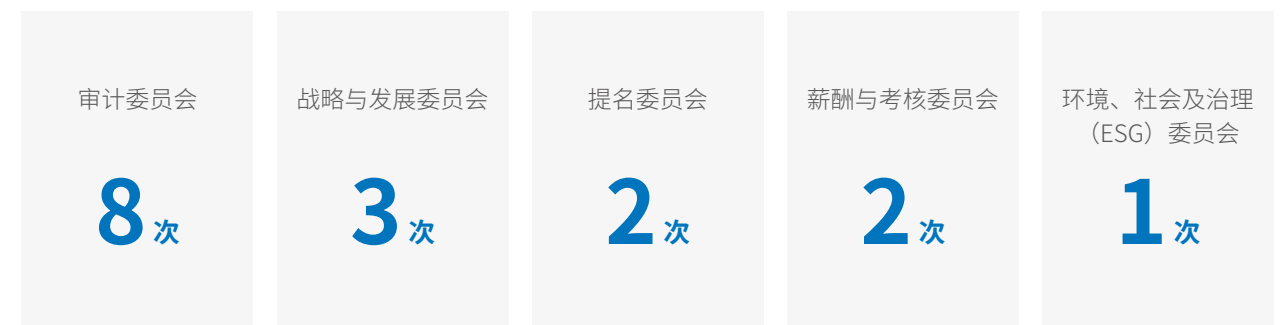 审计委员会
8次
战略与发展委员会
3次
提名委员会
2次
薪酬与考核委员会
2次
环境、社会及治理
（ESG）委员会
1次